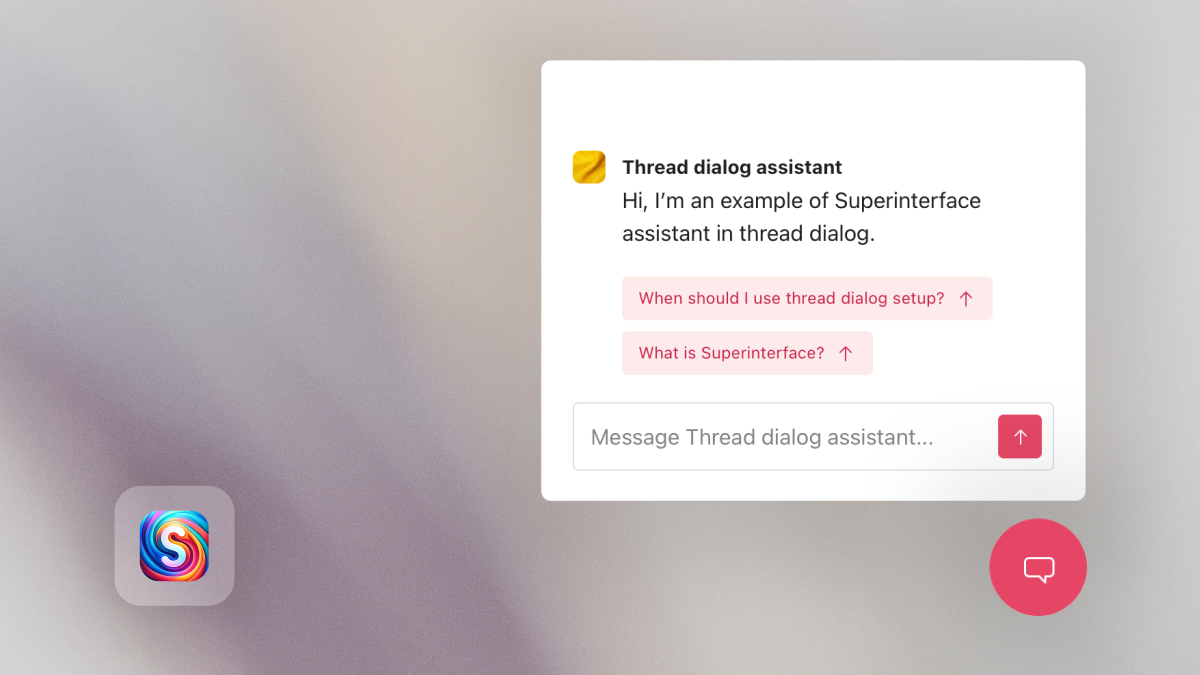 Thread dialog assistant
Hi, I’m an example of Superinterface
assistant in thread dialog.
When should I use thread dialog setup?
What is Superinterface?
Message Thread dialog assistant...
S